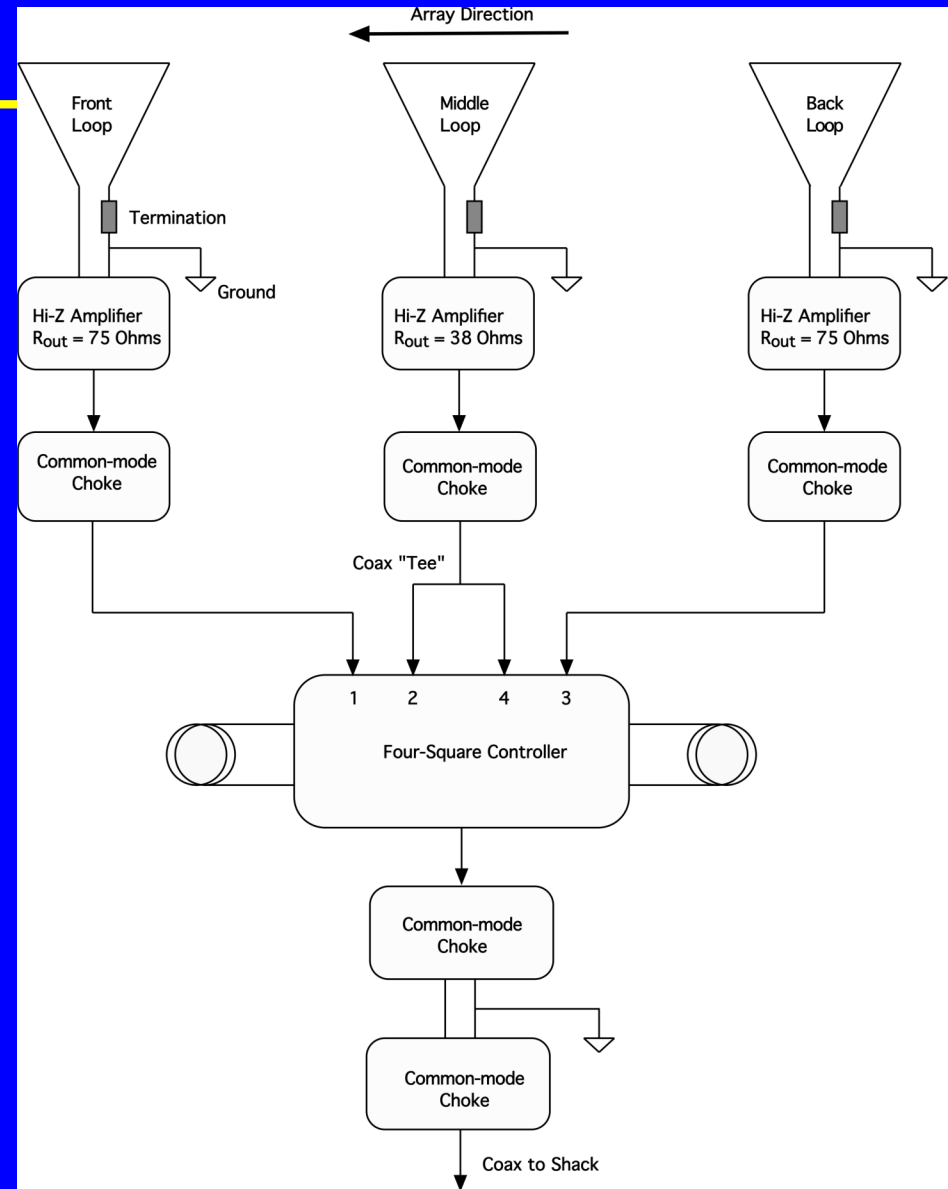 Array Direction
Front
Loop
Middle
Loop
Back
Loop
Termination
Ground
Hi-Z Amplifier
Rout = 75 Ohms
Hi-Z Amplifier
Rout = 38 Ohms
Hi-Z Amplifier
Rout = 75 Ohms
Common-mode
Choke
Common-mode
Choke
Common-mode
Choke
Coax "Tee"
1 2 4 3
Four-Square Controller
Common-mode
Choke
Common-mode
Choke
Coax to Shack